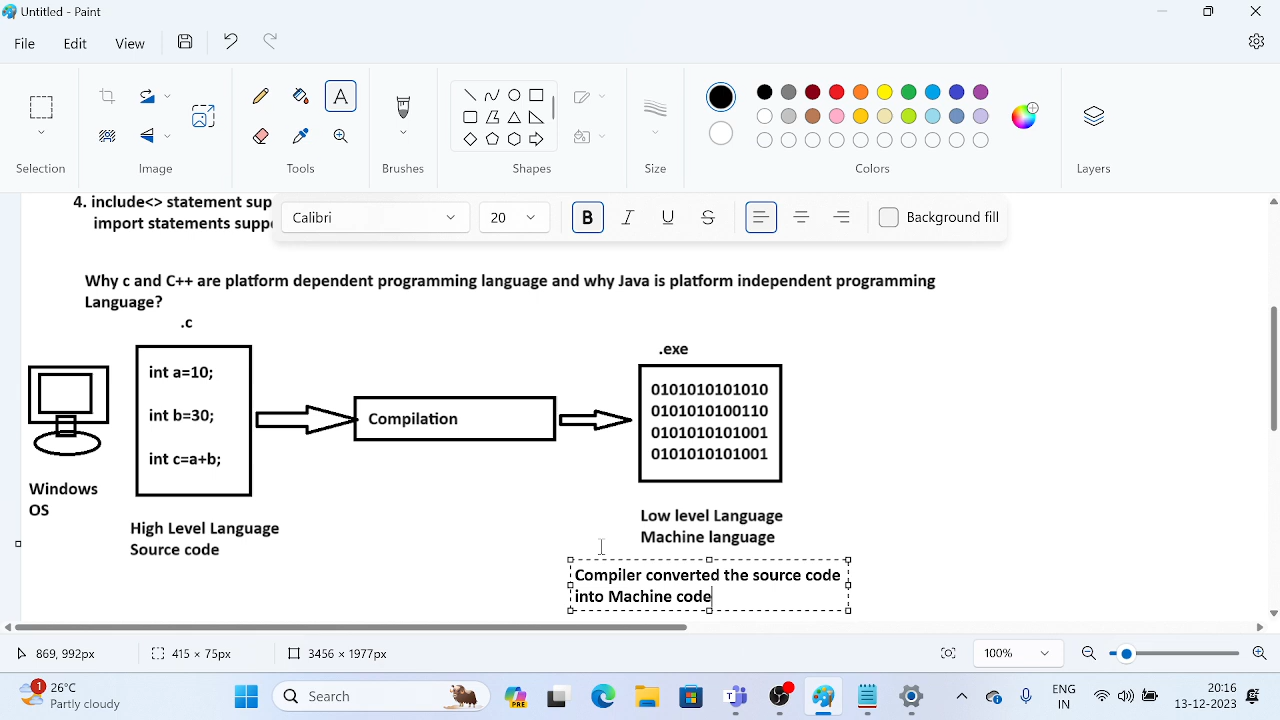 Untitled - Paint
File Edit View
A
Selection Image Tools Brushes Shapes Size Colors Layers
4. include<> statement sup
import statements suppo
Calibri 20 B I U S Background fill
Why c and C++ are platform dependent programming language and why Java is platform independent programming
Language?
.c
.exe
int a=10;
int b=30;
int c=a+b;
Compilation
0101010101010
0101010100110
0101010101001
0101010101001
Windows
OS
High Level Language
Source code
Low level Language
Machine language
Compiler converted the source code
into Machine code
869, 992px 415 × 75px 3456 × 1977px 100%
1 26°C
Partly cloudy
Search
PRE
ENG
IN
20:16
13-12-2023